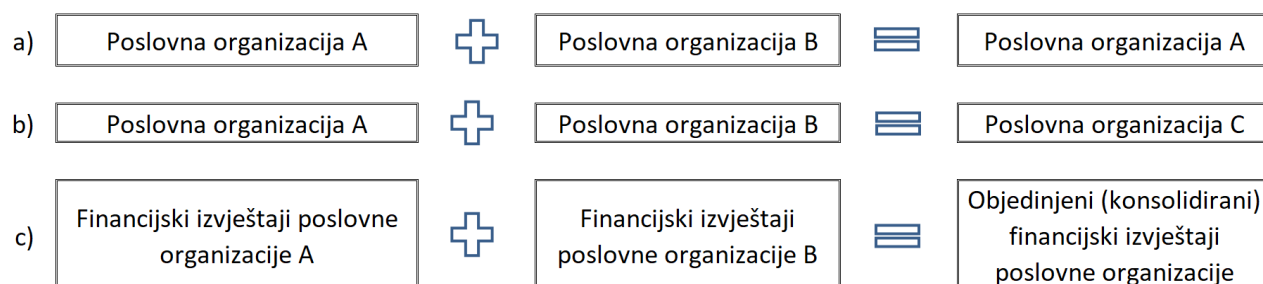 a) Poslovna organizacija A Poslovna organizacija B Poslovna organizacija A
b) Poslovna organizacija A Poslovna organizacija B Poslovna organizacija C
c) Financijski izvještaji poslovne
organizacije A
Financijski izvještaji
poslovne organizacije B
Objedinjeni (konsolidirani)
financijski izvještaji
poslovne organizacije